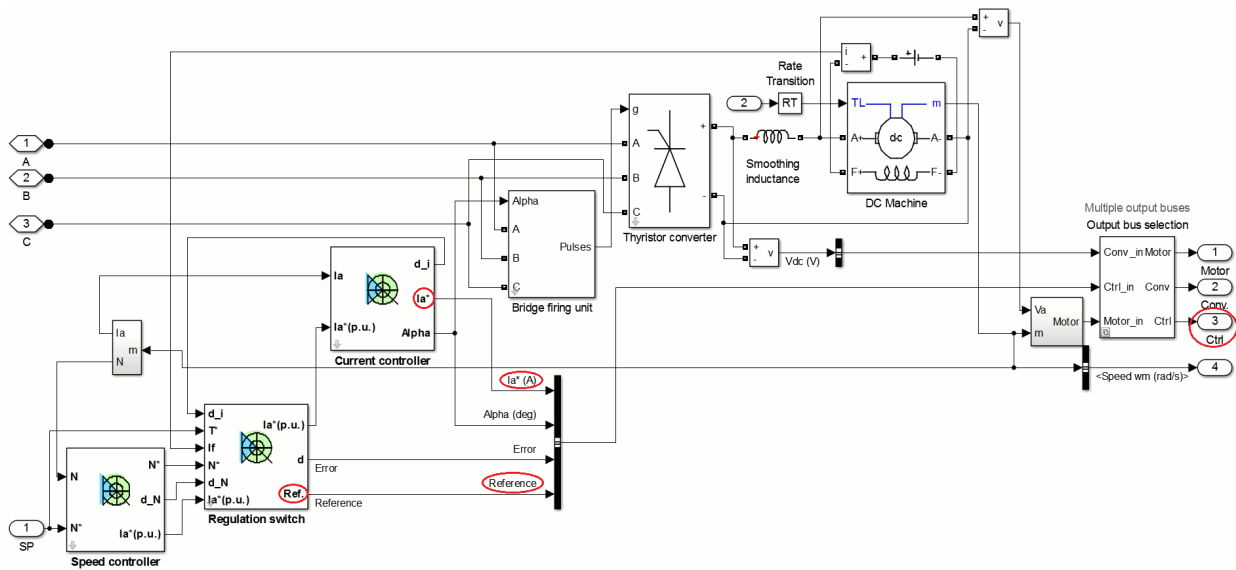 +
-
v
i
+
-
+
Rate
Transition
2
RT
TL
m
g
+
A+
dc
A-
1
A
A
Smoothing
inductance
F+
F-
2
B
B
DC Machine
Alpha
-
3
C
C
Multiple output buses
A
Thyristor converter
Output bus selection
Pulses
+
-
v
Conv_in
Motor
1
d_i
B
Vdc (V)
Motor
Ia
C
Ctrl_in
Conv
2
Ia*
Bridge firing unit
Conv.
Va
Motor
Ia*(p.u.)
Alpha
m
Motor_in
Ctrl
3
Ia
m
N
Ctrl
Current controller
4
Ia* (A)
<Speed wm (rad/s)>
d_i
Alpha (deg)
T*
Ia*(p.u.)
If
Error
N
N*
N*
d
Error
d_N
Reference
d_N
Ia*(p.u.)
Ref.
Reference
1
N*
Ia*(p.u.)
Regulation switch
SP
Speed controller